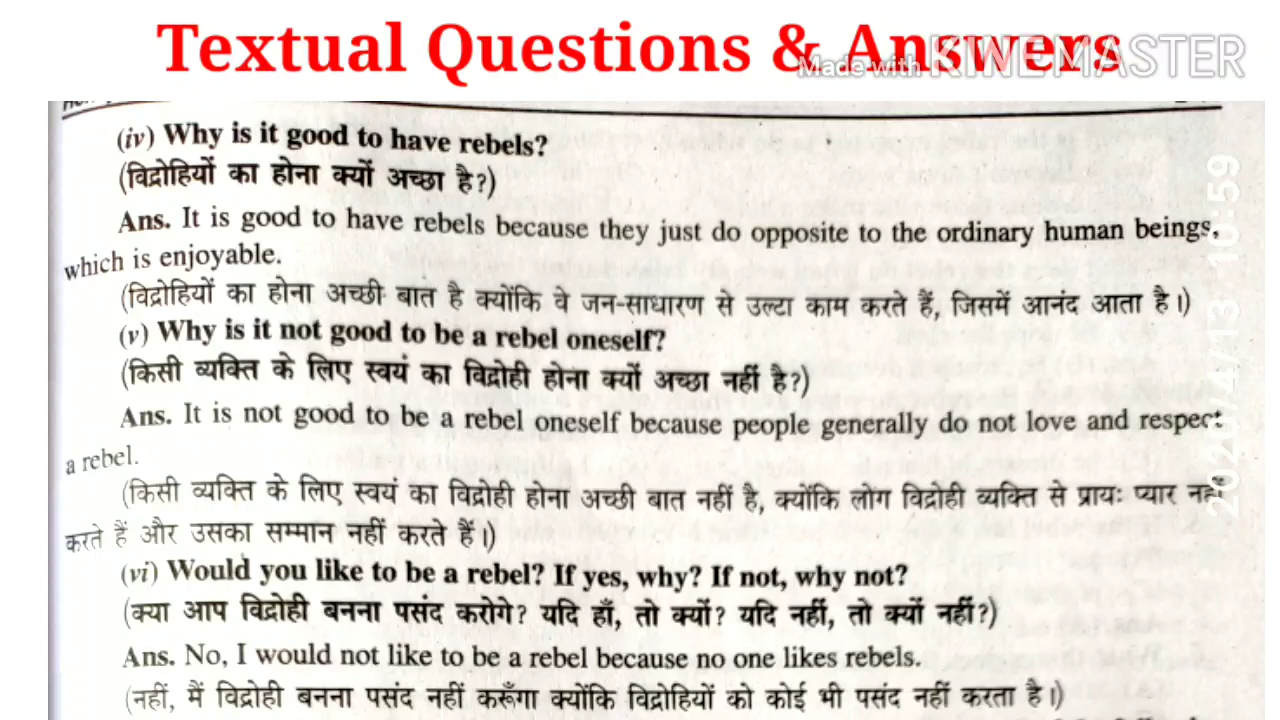 Textual Questions & Answers
Made with KINEMASTER
(iv) Why is it good to have rebels?
(विद्रोहियों का होना क्यों अच्छा है?)
Ans. It is good to have rebels because they just do opposite to the ordinary human beings,
which is enjoyable.
(विद्रोहियों का होना अच्छी बात है क्योंकि वे जन-साधारण से उल्टा काम करते हैं, जिसमें आनंद आता है।)
(v) Why is it not good to be a rebel oneself?
(किसी व्यक्ति के लिए स्वयं का विद्रोही होना क्यों अच्छा नहीं है?)
Ans. It is not good to be a rebel oneself because people generally do not love and respect
a rebel.
(किसी व्यक्ति के लिए स्वयं का विद्रोही होना अच्छी बात नहीं है, क्योंकि लोग विद्रोही व्यक्ति से प्रायः प्यार नहीं
करते हैं और उसका सम्मान नहीं करते हैं।)
(vi) Would you like to be a rebel? If yes, why? If not, why not?
(क्या आप विद्रोही बनना पसंद करोगे? यदि हाँ, तो क्यों? यदि नहीं, तो क्यों नहीं?)
Ans. No, I would not like to be a rebel because no one likes rebels.
(नहीं, मैं विद्रोही बनना पसंद नहीं करूँगा क्योंकि विद्रोहियों को कोई भी पसंद नहीं करता है।)
2020/4/13 10:59